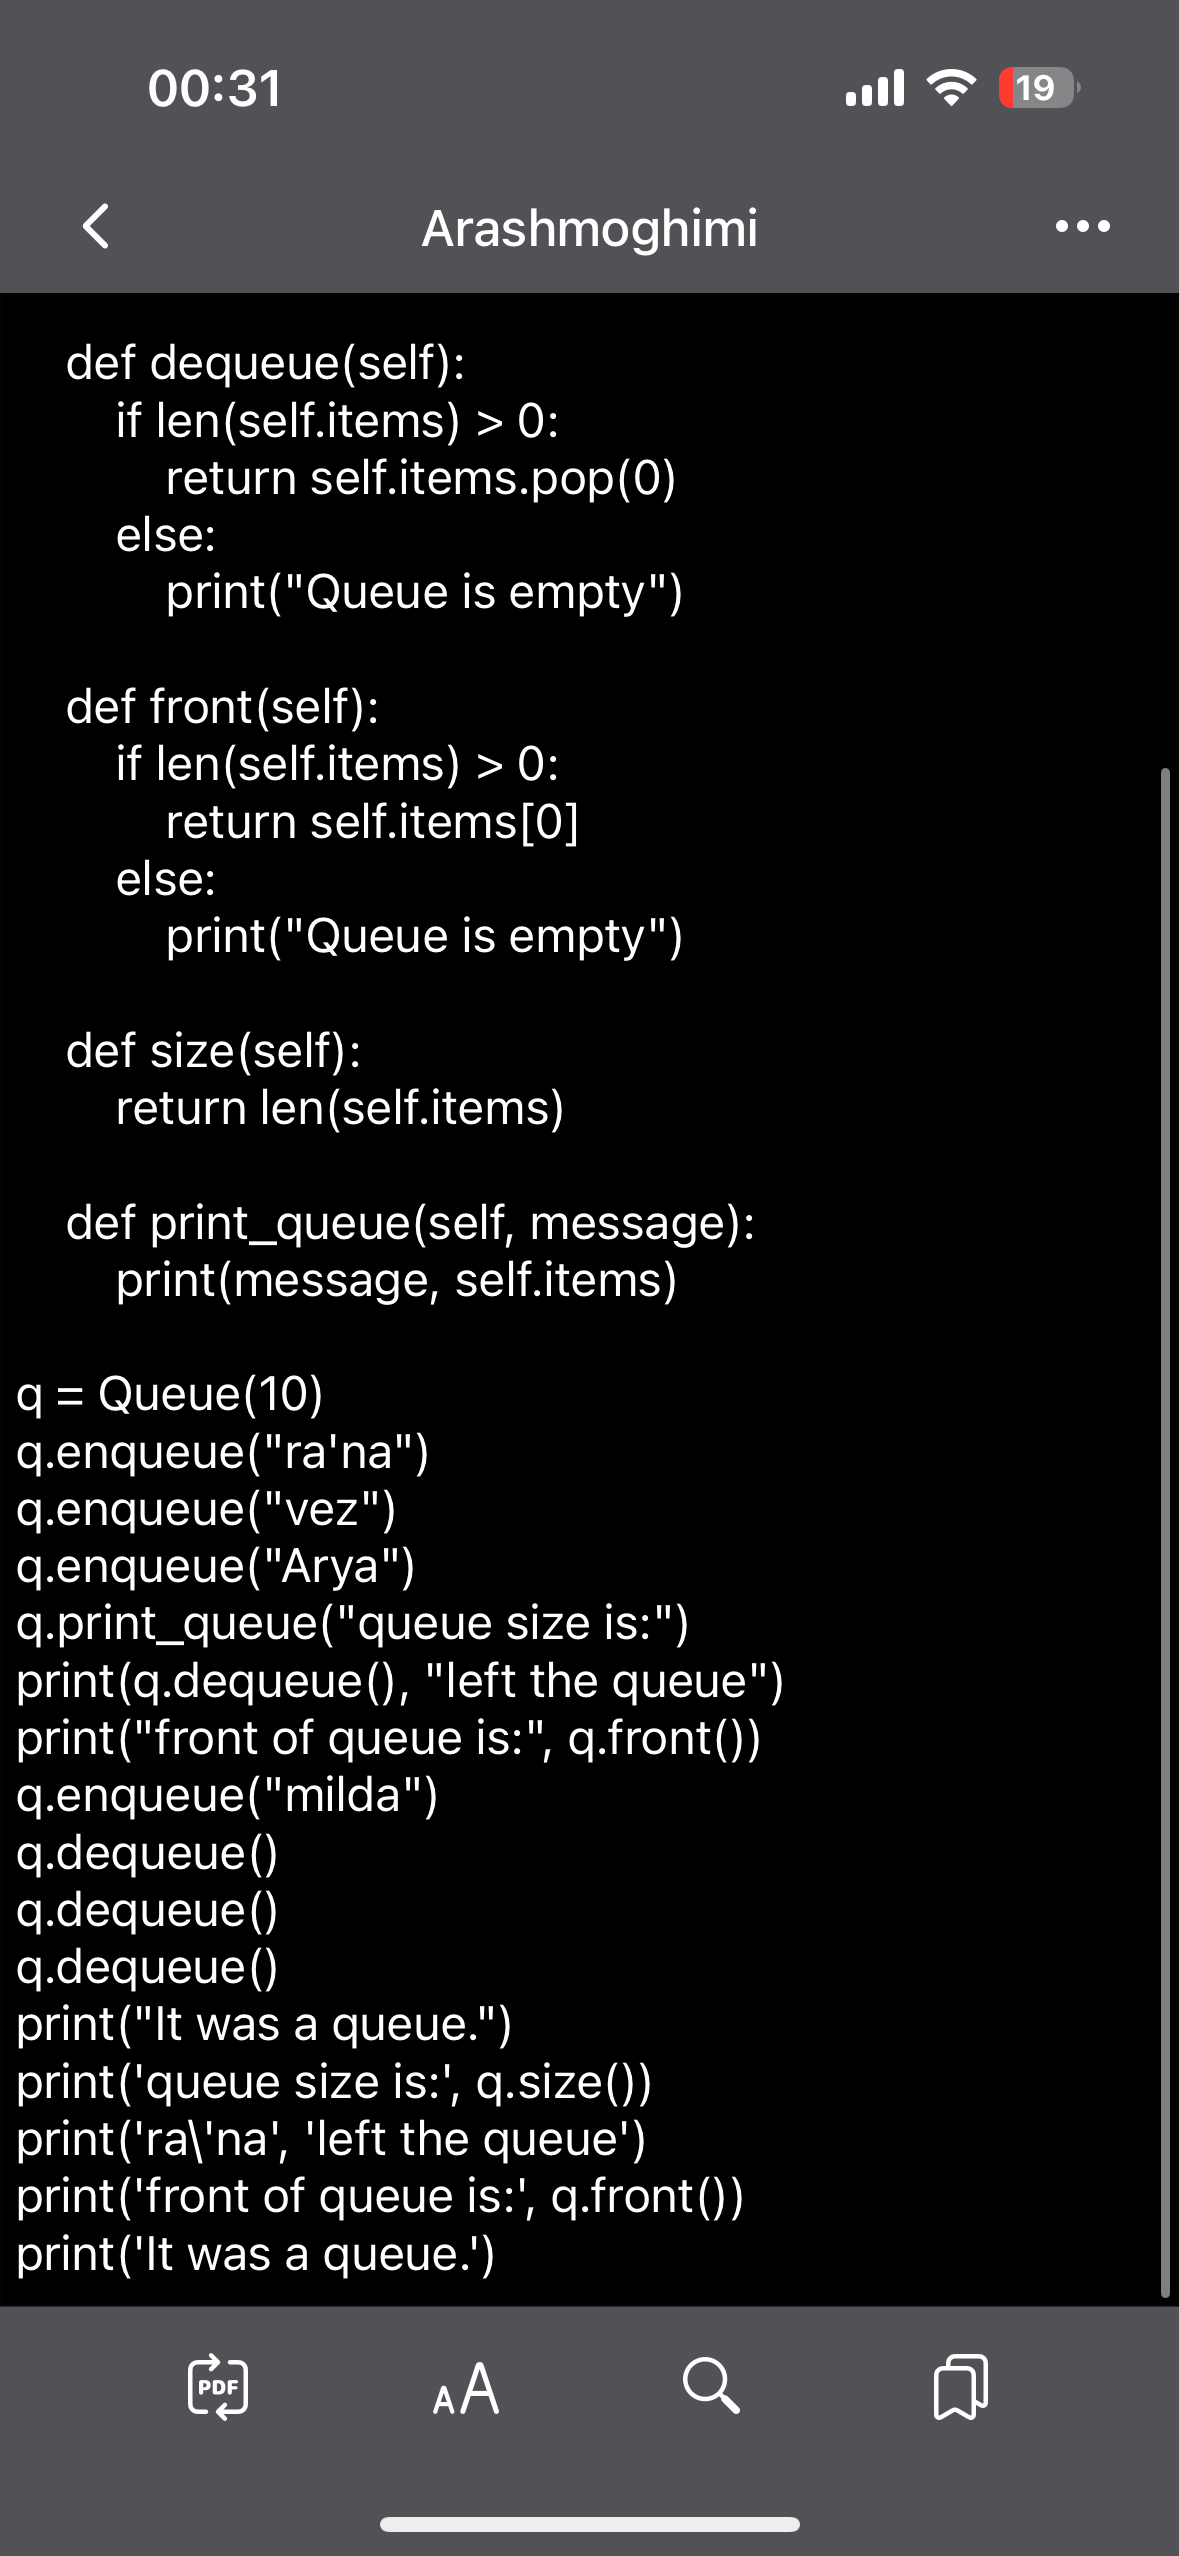 00:31
19
Arashmoghimi
def dequeue(self):
if len(self.items) > 0:
return self.items.pop(0)
else:
print("Queue is empty")
def front(self):
if len(self.items) > 0:
return self.items[0]
else:
print("Queue is empty")
def size(self):
return len(self.items)
def print_queue(self, message):
print(message, self.items)
q = Queue(10)
q.enqueue("ra'na")
q.enqueue("vez")
q.enqueue("Arya")
q.print_queue("queue size is:")
print(q.dequeue(), "left the queue")
print("front of queue is:", q.front())
q.enqueue("milda")
q.dequeue()
q.dequeue()
q.dequeue()
print("It was a queue.")
print('queue size is:', q.size())
print('ra\'na', 'left the queue')
print('front of queue is:', q.front())
print('It was a queue.')
PDF
AA